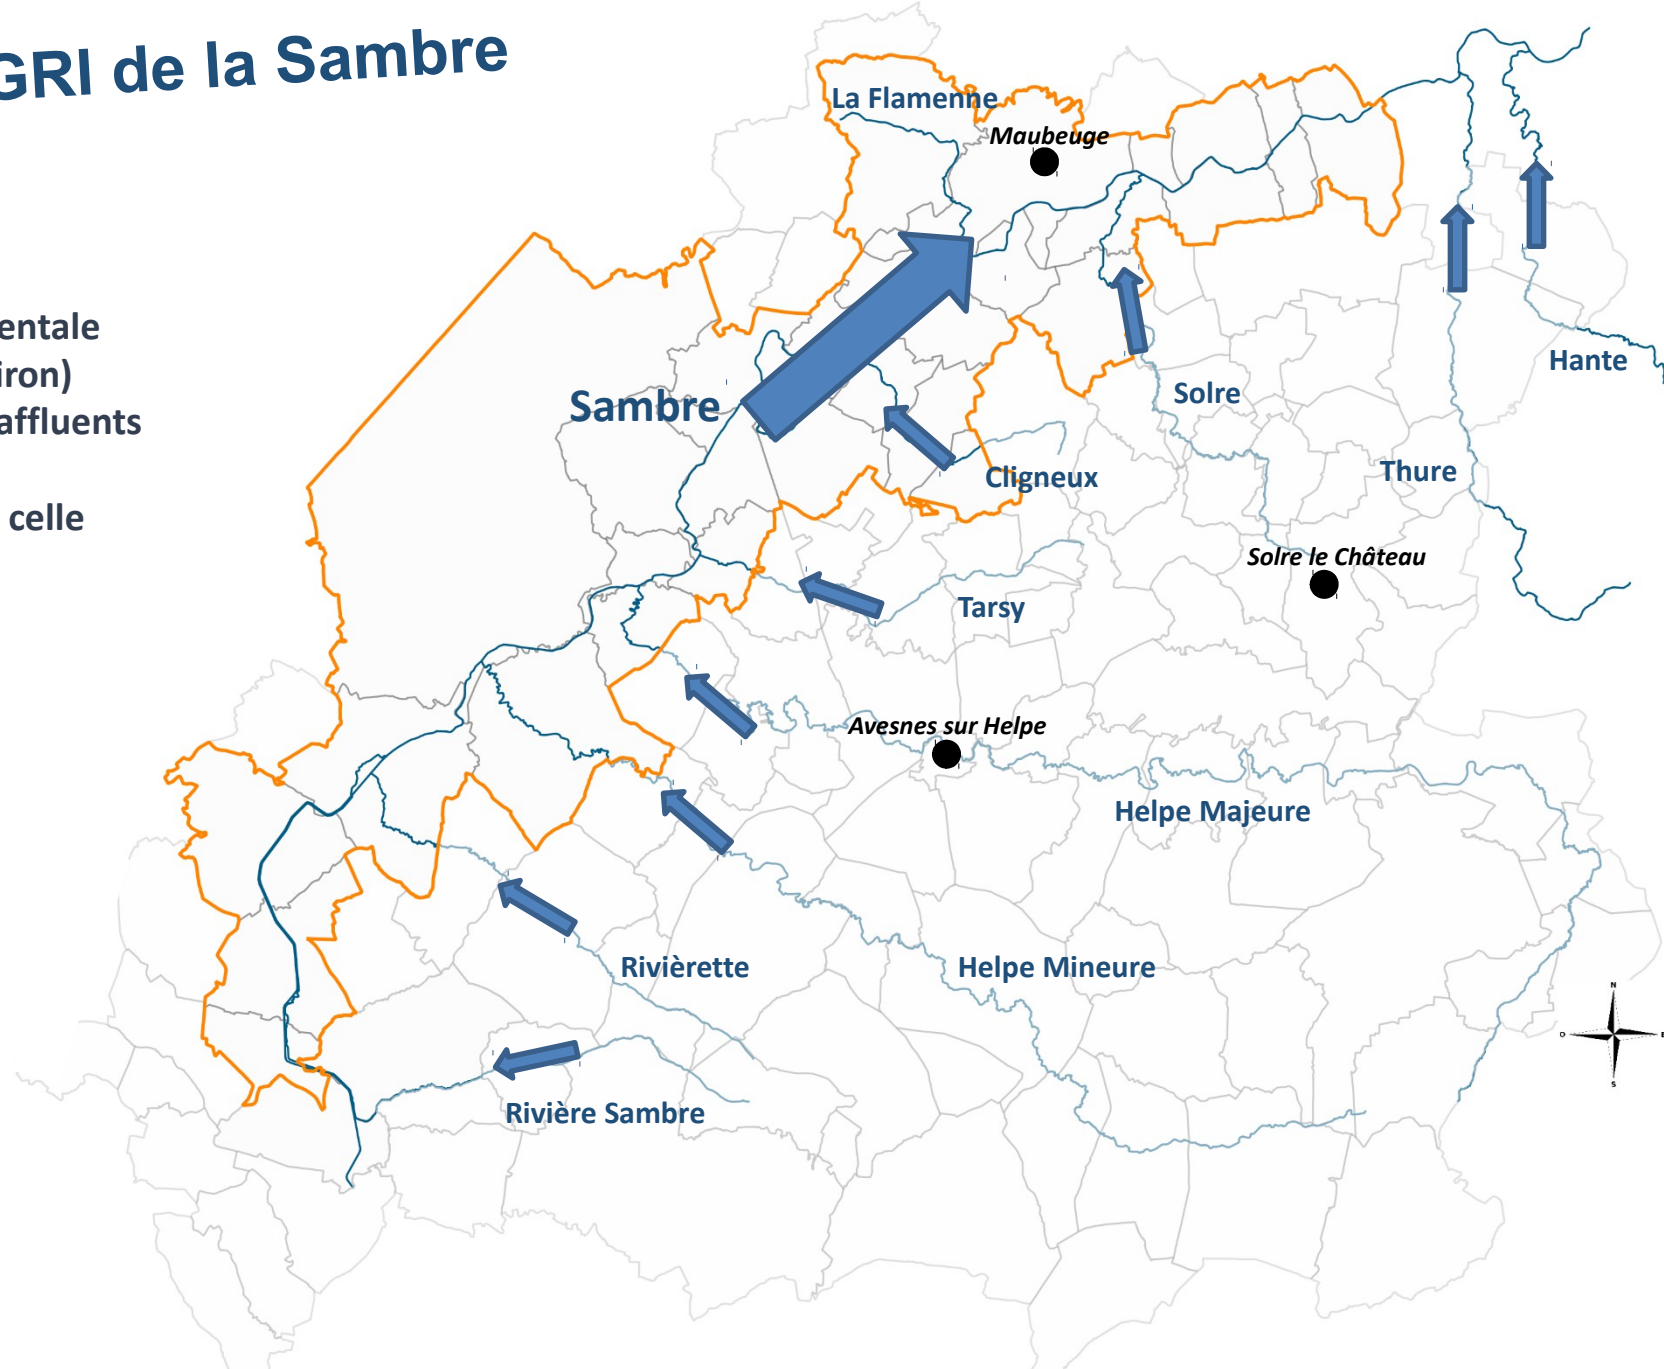 GRI de la Sambre
La Flamenne
Maubeuge
entale
iron)
affluents
celle
Hante
Solre
Sambre
Thure
Cligneux
Solre le Château
Tarsy
Avesnes sur Helpe
Helpe Majeure
Rivièrette
Helpe Mineure
Rivière Sambre
N
O
E
S